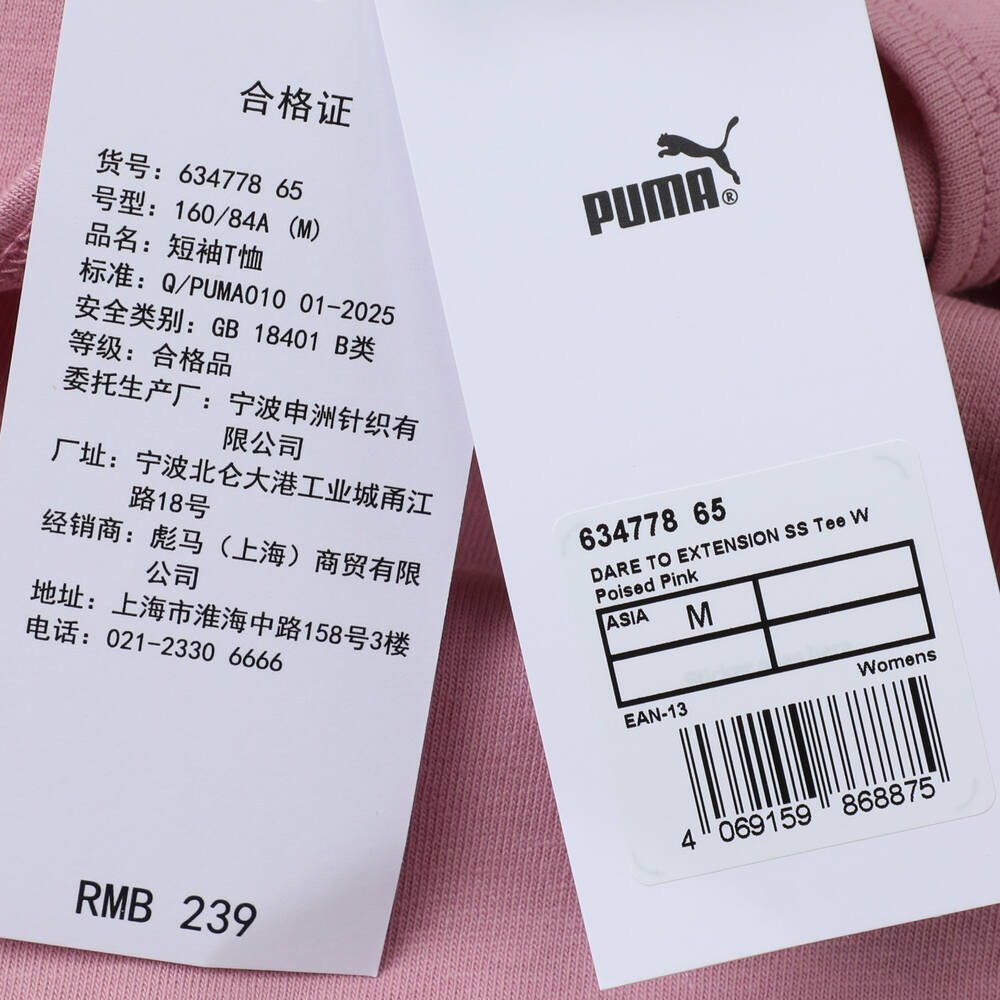 合格证
货号：634778 65
号型：160/84A (M)
品名：短袖T恤
标准：Q/PUMA010 01-2025
安全类别：GB 18401 B类
等级：合格品
委托生产厂：宁波申洲针织有
限公司
厂址：宁波北仑大港工业城甬江
路18号
经销商：彪马（上海）商贸有限
公司
地址：上海市淮海中路158号3楼
电话：021-2330 6666
RMB 239
PUMA®
634778 65
DARE TO EXTENSION SS Tee W
Poised Pink
ASIA M
Womens
EAN-13
4 069159 868875